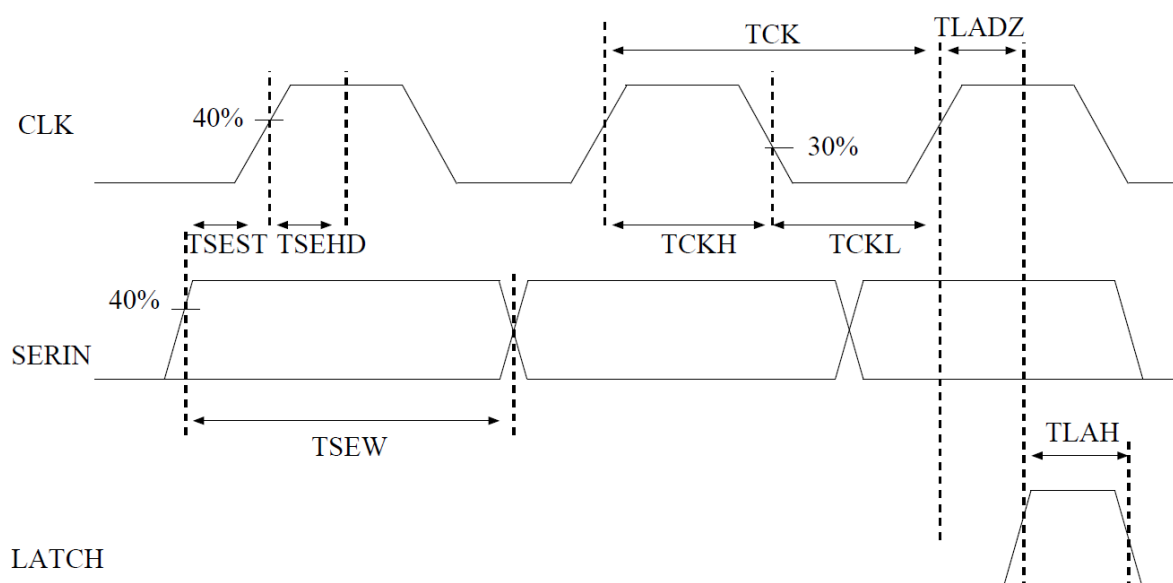 TCK
TLADZ
CLK
40%
30%
TSEST
TSEHD
TCKH
TCKL
40%
SERIN
TSEW
TLAH
LATCH